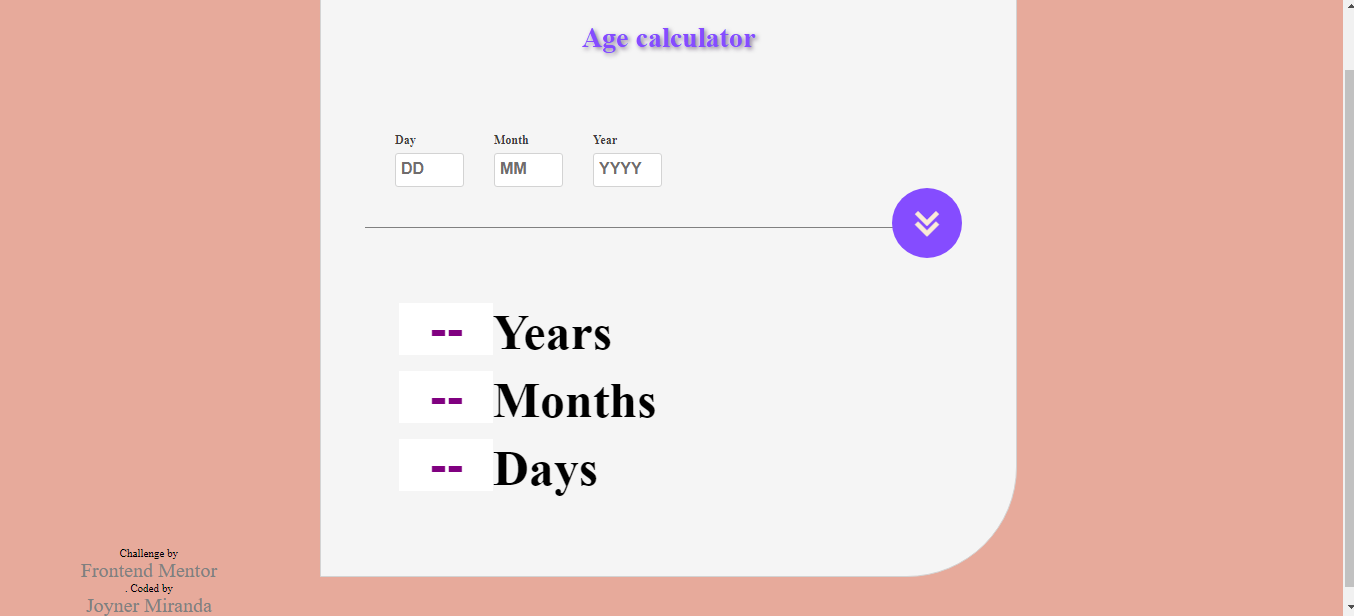 Age calculator
Day Month Year
DD MM YYYY
-- Years
-- Months
-- Days
Challenge by
Frontend Mentor
. Coded by
Joyner Miranda